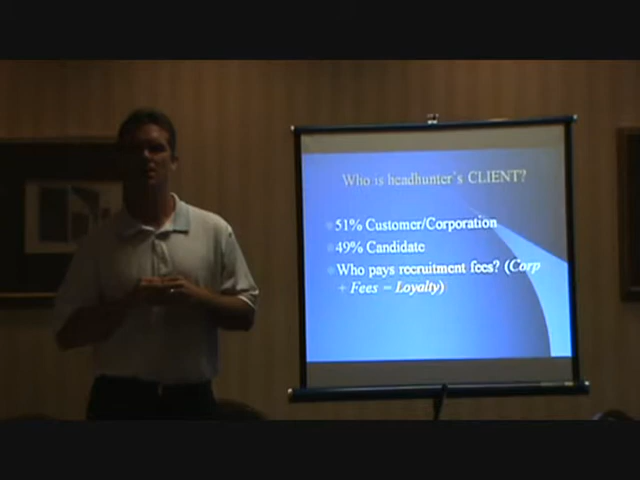 Who is headhunter's CLIENT?
51% Customer/Corporation
49% Candidate
Who pays recruitment fees? (Corp
+ Fees = Loyalty)